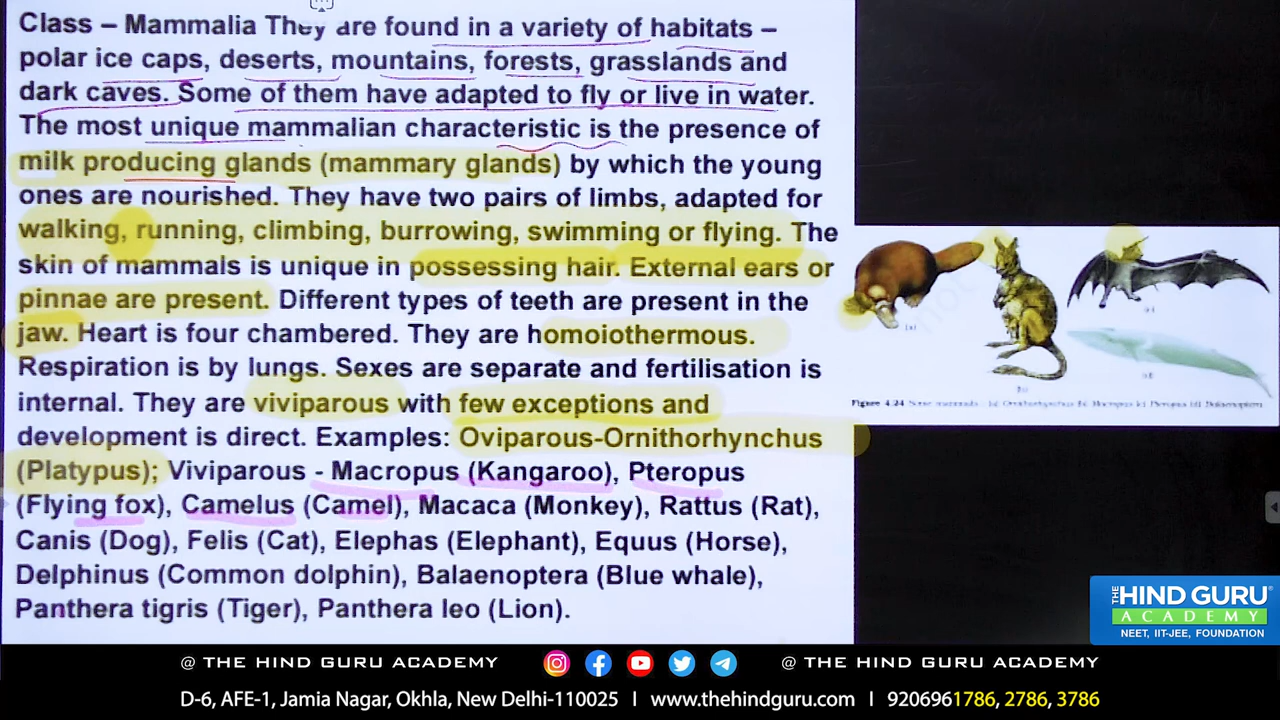 Class – Mammalia They are found in a variety of habitats –
polar ice caps, deserts, mountains, forests, grasslands and
dark caves. Some of them have adapted to fly or live in water.
The most unique mammalian characteristic is the presence of
milk producing glands (mammary glands) by which the young
ones are nourished. They have two pairs of limbs, adapted for
walking, running, climbing, burrowing, swimming or flying. The
skin of mammals is unique in possessing hair. External ears or
pinnae are present. Different types of teeth are present in the
jaw. Heart is four chambered. They are homoiothermous.
Respiration is by lungs. Sexes are separate and fertilisation is
internal. They are viviparous with few exceptions and
development is direct. Examples: Oviparous-Ornithorhynchus
(Platypus); Viviparous - Macropus (Kangaroo), Pteropus
(Flying fox), Camelus (Camel), Macaca (Monkey), Rattus (Rat),
Canis (Dog), Felis (Cat), Elephas (Elephant), Equus (Horse),
Delphinus (Common dolphin), Balaenoptera (Blue whale),
Panthera tigris (Tiger), Panthera leo (Lion).
(a)
(b)
(c)
(d)
Figure 4.24 Some mammals : (a) Ornithorhynchus (b) Macropus (c) Pteropus (d) Balaenoptera
THE HIND GURU
ACADEMY
NEET, IIT-JEE, FOUNDATION
@ THE HIND GURU ACADEMY @ THE HIND GURU ACADEMY
D-6, AFE-1, Jamia Nagar, Okhla, New Delhi-110025 | www.thehindguru.com | 9206961786, 2786, 3786